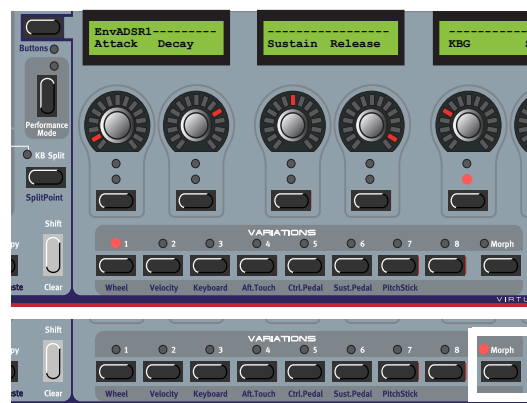 EnvADSR1--------
Attack Decay
----------------
Sustain Release
KBG
Buttons
Performance
Mode
KB Split
SplitPoint
Shift
VARIATIONS
1 2 3 4 5 6 7 8 Morph
Clear
Wheel Velocity Keyboard Aft.Touch Ctrl.Pedal Sust.Pedal PitchStick
Shift
VARIATIONS
1 2 3 4 5 6 7 8 Morph
Clear
Wheel Velocity Keyboard Aft.Touch Ctrl.Pedal Sust.Pedal PitchStick